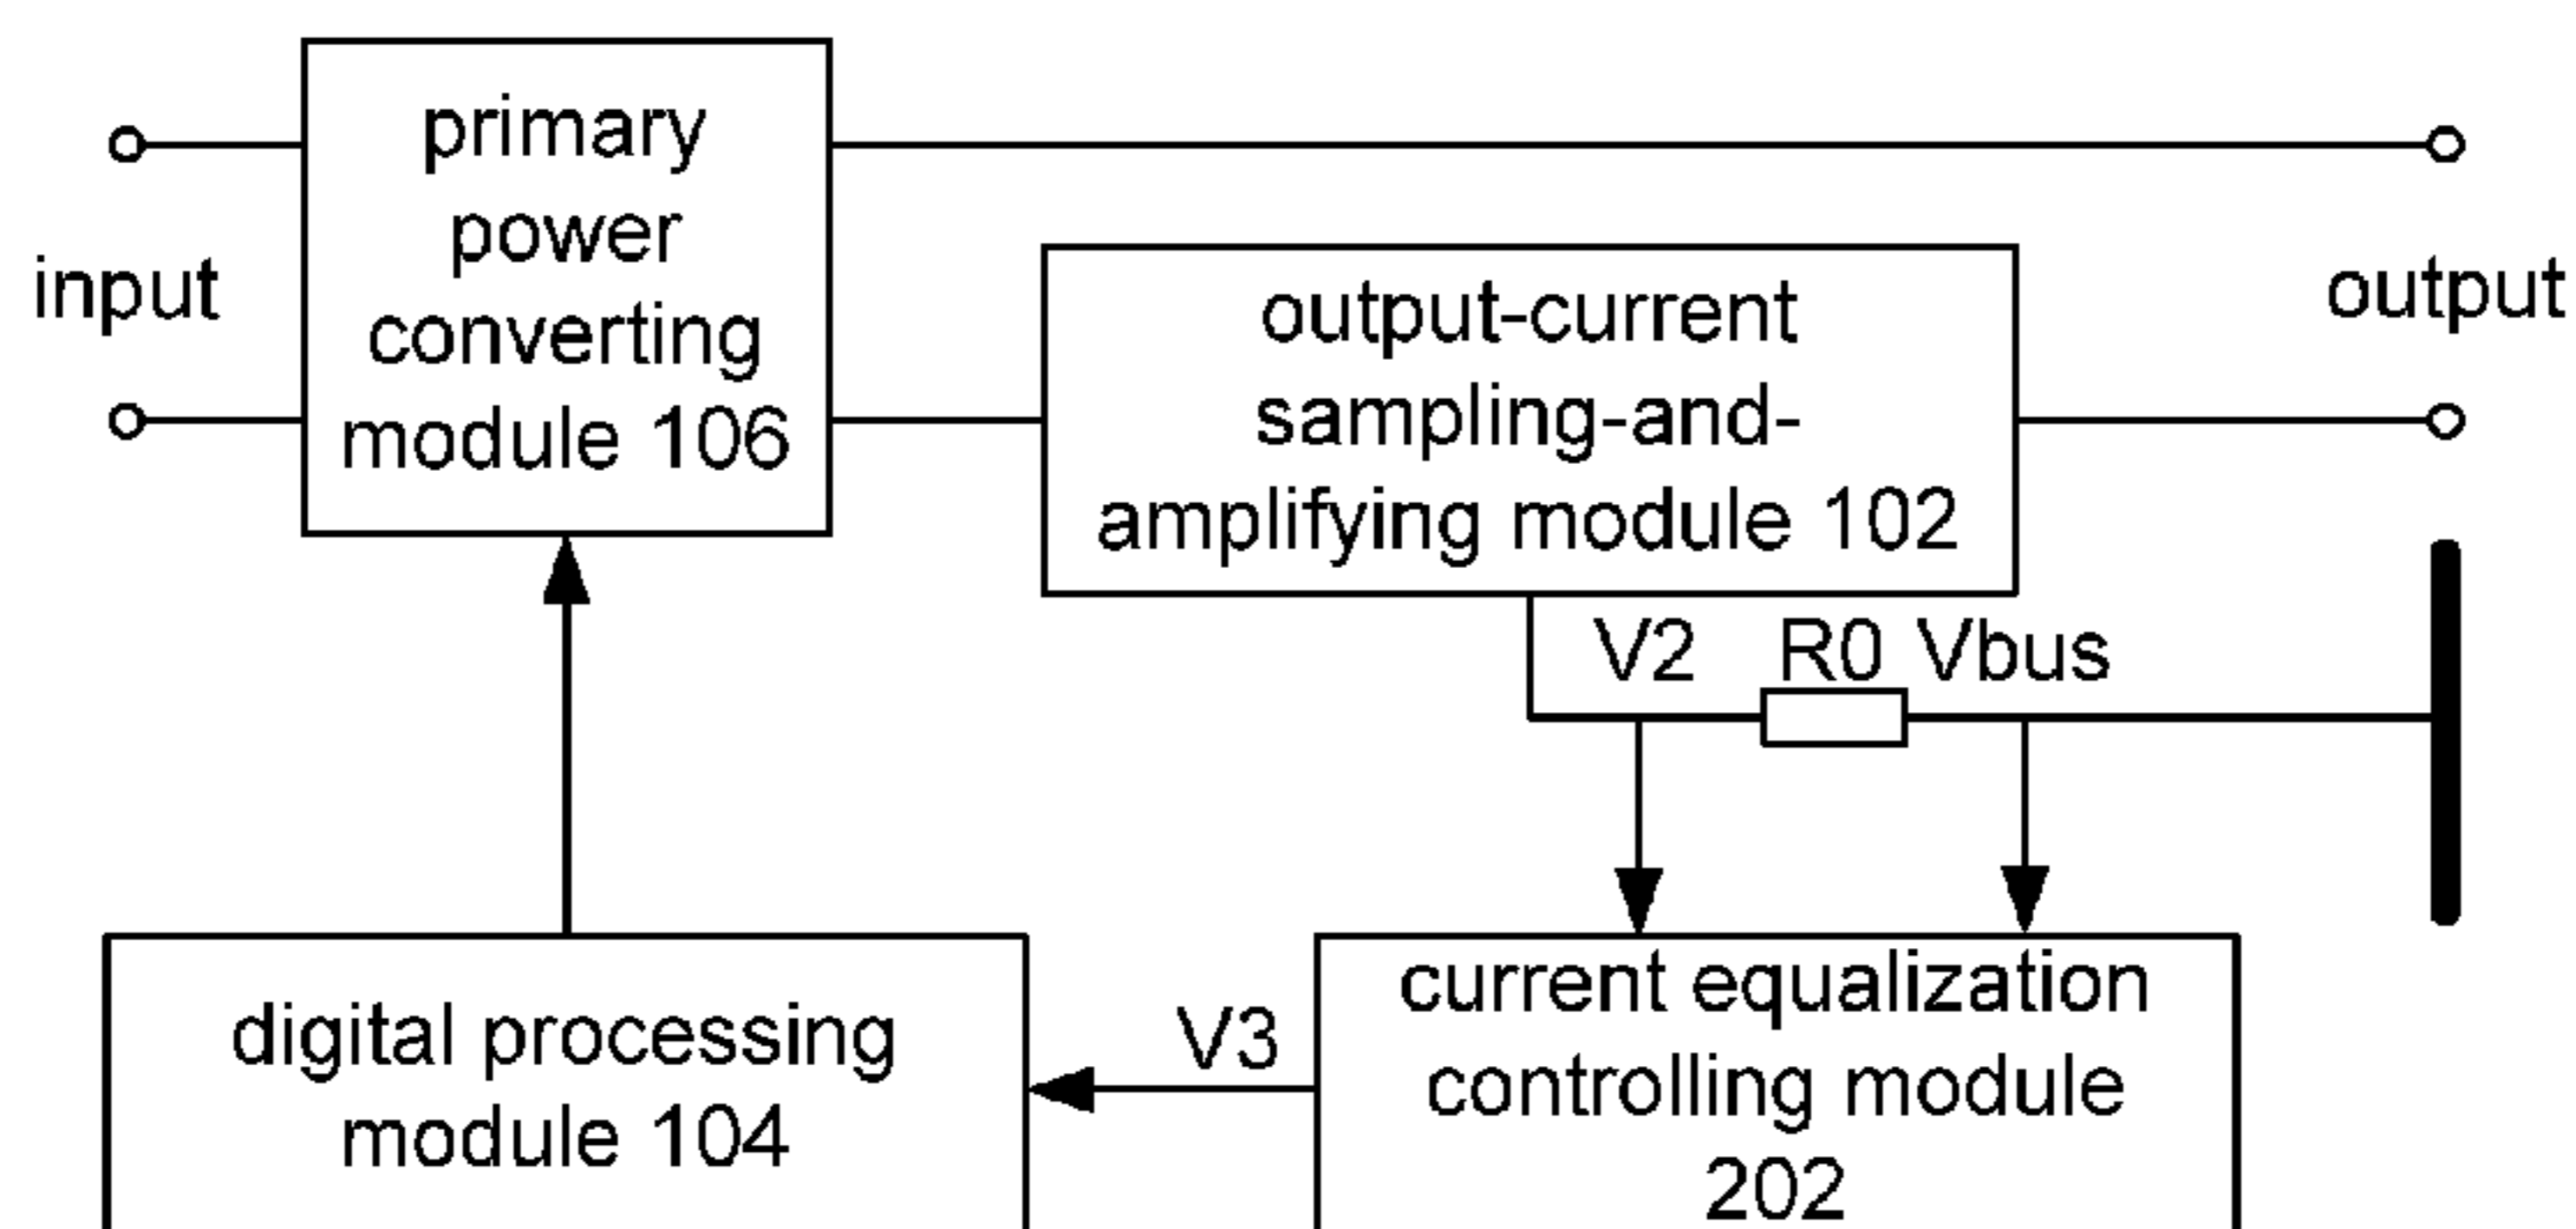 primary
power
converting
module 106
input
output-current
sampling-and-
amplifying module 102
output
V2 R0 Vbus
digital processing
module 104
V3
current equalization
controlling module
202